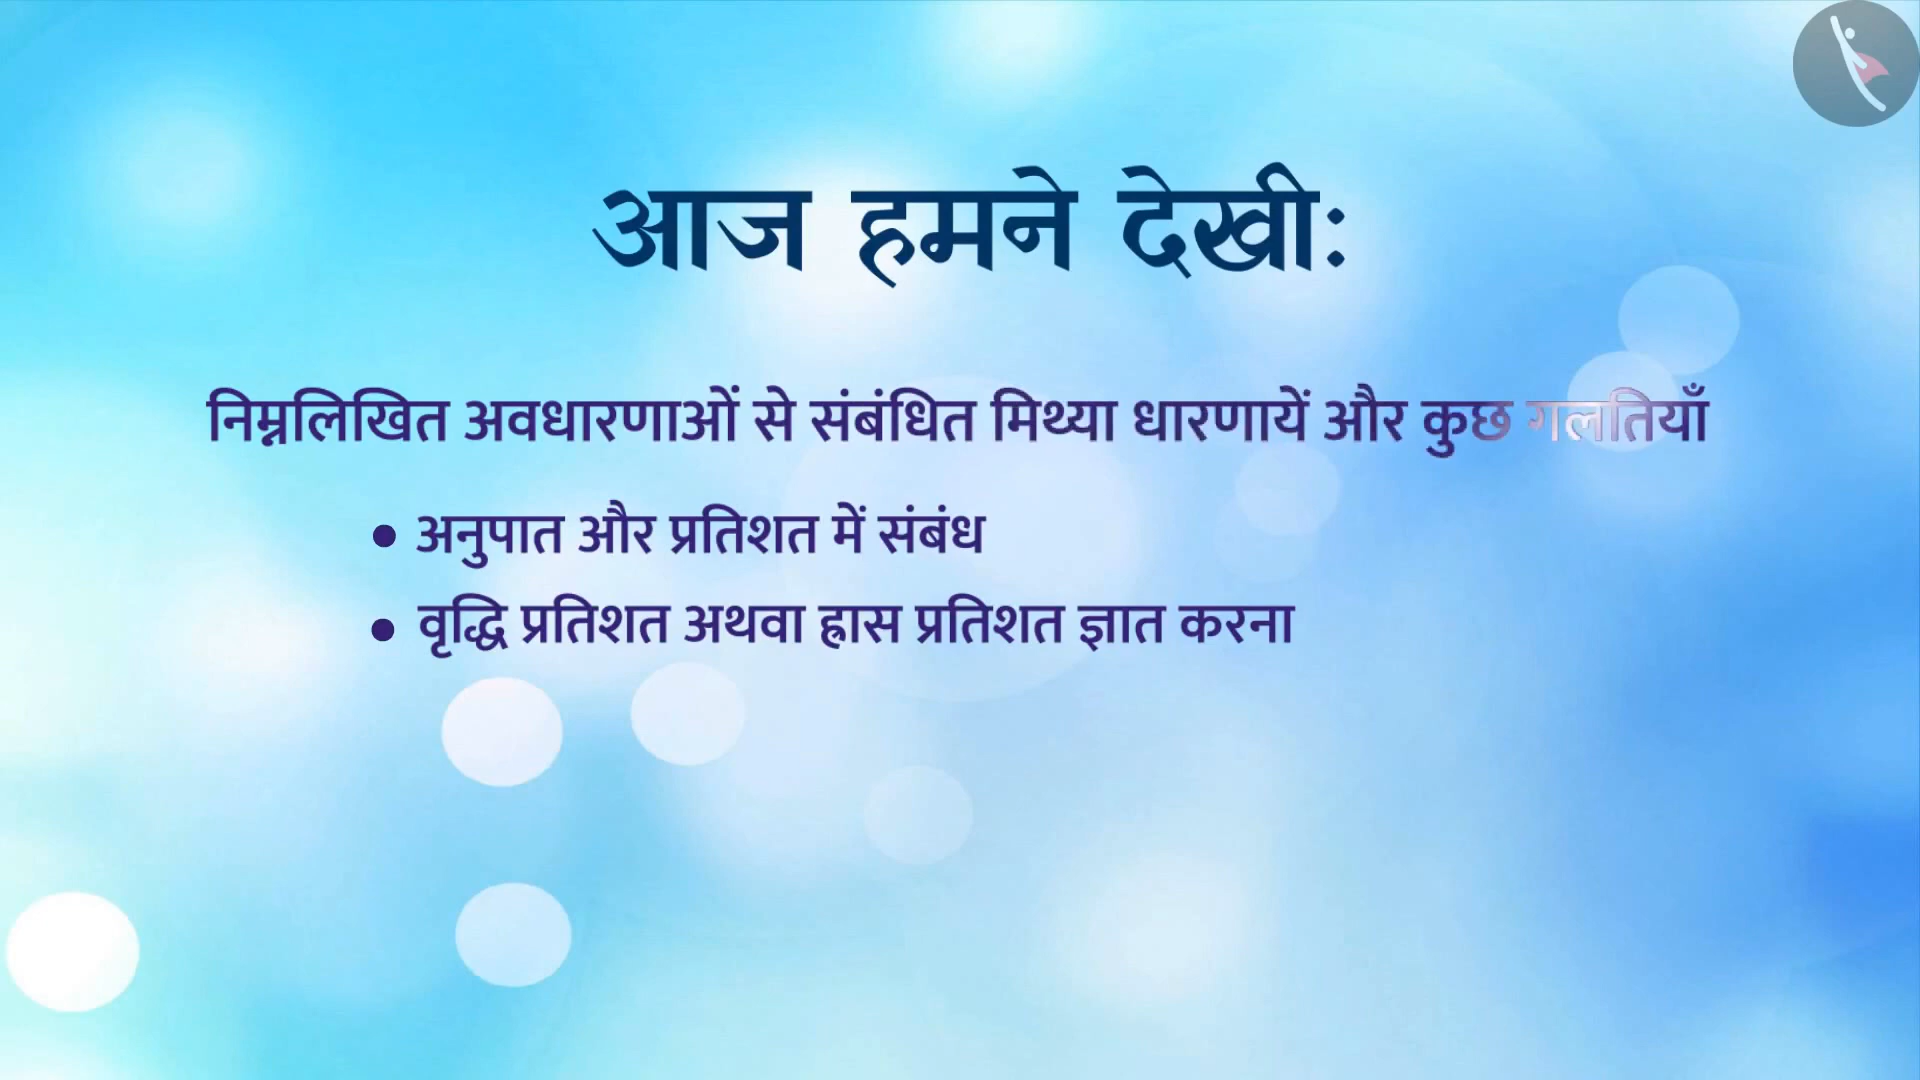 आज हमने देखी:
निम्नलिखित अवधारणाओं से संबंधित मिथ्या धारणायें और कुछ गलतियाँ
• अनुपात और प्रतिशत में संबंध
• वृद्धि प्रतिशत अथवा ह्रास प्रतिशत ज्ञात करना